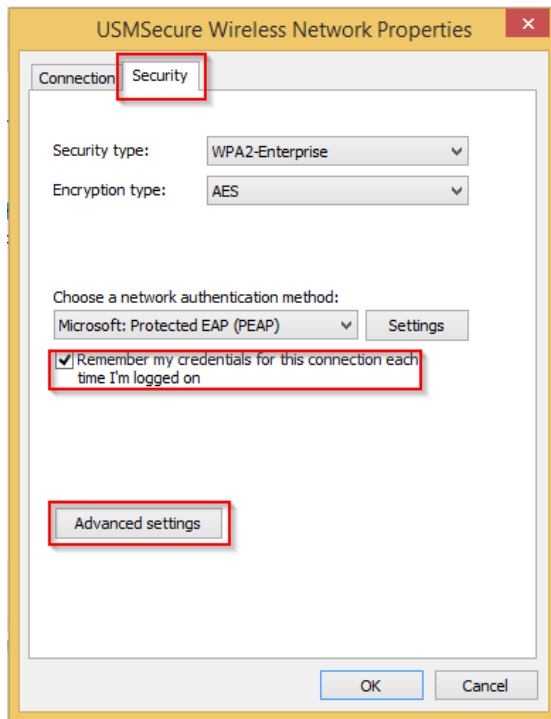 USMSecure Wireless Network Properties
Connection Security
Security type: WPA2-Enterprise
Encryption type: AES
Choose a network authentication method:
Microsoft: Protected EAP (PEAP) Settings
Remember my credentials for this connection each
time I'm logged on
Advanced settings
OK Cancel